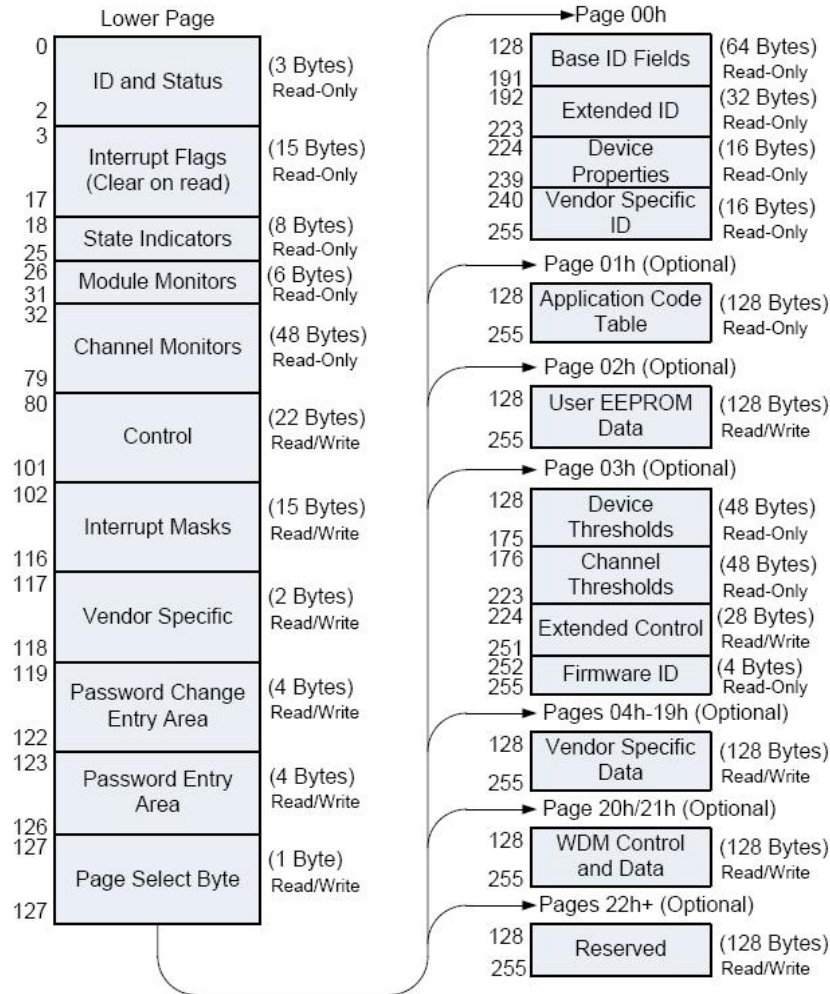 Lower Page
0
ID and Status
2
(3 Bytes)
Read-Only
3
Interrupt Flags
(Clear on read)
17
(15 Bytes)
Read-Only
18
State Indicators
25
(8 Bytes)
Read-Only
26
Module Monitors
31
(6 Bytes)
Read-Only
32
Channel Monitors
79
(48 Bytes)
Read-Only
80
Control
101
(22 Bytes)
Read/Write
102
Interrupt Masks
116
(15 Bytes)
Read/Write
117
Vendor Specific
118
(2 Bytes)
Read/Write
119
Password Change
Entry Area
122
(4 Bytes)
Read/Write
123
Password Entry
Area
126
(4 Bytes)
Read/Write
127
Page Select Byte
127
(1 Byte)
Read/Write
Page 00h
128
Base ID Fields
191
(64 Bytes)
Read-Only
192
Extended ID
223
(32 Bytes)
Read-Only
224
Device
Properties
239
(16 Bytes)
Read-Only
240
Vendor Specific
ID
255
(16 Bytes)
Read-Only
Page 01h (Optional)
128
Application Code
Table
255
(128 Bytes)
Read-Only
Page 02h (Optional)
128
User EEPROM
Data
255
(128 Bytes)
Read/Write
Page 03h (Optional)
128
Device
Thresholds
175
(48 Bytes)
Read-Only
176
Channel
Thresholds
223
(48 Bytes)
Read-Only
224
Extended Control
251
(28 Bytes)
Read/Write
252
Firmware ID
255
(4 Bytes)
Read-Only
Pages 04h-19h (Optional)
128
Vendor Specific
Data
255
(128 Bytes)
Read/Write
Page 20h/21h (Optional)
128
WDM Control
and Data
255
(128 Bytes)
Read/Write
Pages 22h+ (Optional)
128
Reserved
255
(128 Bytes)
Read/Write